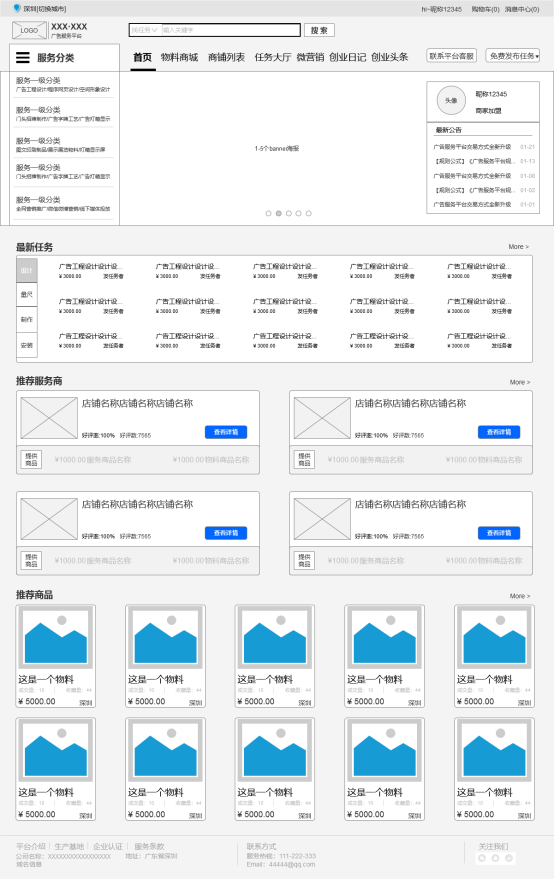 深圳[切换城市]
hi~昵称12345 购物车(0) 消息中心(0)
LOGO
XXX·XXX
广告服务平台
找任务 输入关键字
搜 索
服务分类
首页 物料商城 商铺列表 任务大厅 微营销 创业日记 创业头条
联系平台客服 免费发布任务
服务一级分类
广告工程设计/程序网页设计/空间形象设计
服务一级分类
门头招牌制作/广告字牌工艺/广告灯箱显示
服务一级分类
服务一级分类
门头招牌制作/广告字牌工艺/广告灯箱显示
服务一级分类
1-5个banner海报
头像
昵称12345
商家加盟
最新公告
广告服务平台交易方式全新升级 01-21
【规则公式】《广告服务平台规... 01-13
广告服务平台交易方式全新升级 01-08
【规则公式】《广告服务平台规... 01-03
广告服务平台交易方式全新升级 01-01
最新任务
More >
设计
量尺
制作
安装
广告工程设计设计设... 广告工程设计设计设... 广告工程设计设计设... 广告工程设计设计设... 广告工程设计设计设...
¥ 3000.00 发任务者 ¥ 3000.00 发任务者 ¥ 3000.00 发任务者 ¥ 3000.00 发任务者 ¥ 3000.00 发任务者
广告工程设计设计设... 广告工程设计设计设... 广告工程设计设计设... 广告工程设计设计设... 广告工程设计设计设...
¥ 3000.00 发任务者 ¥ 3000.00 发任务者 ¥ 3000.00 发任务者 ¥ 3000.00 发任务者 ¥ 3000.00 发任务者
广告工程设计设计设... 广告工程设计设计设... 广告工程设计设计设... 广告工程设计设计设... 广告工程设计设计设...
¥ 3000.00 发任务者 ¥ 3000.00 发任务者 ¥ 3000.00 发任务者 ¥ 3000.00 发任务者 ¥ 3000.00 发任务者
推荐服务商
More >
店铺名称店铺名称店铺名称
好评率:100% 好评数:7565
查看详情
提供
商品
¥1000.00服务商品名称 ¥1000.00物料商品名称
店铺名称店铺名称店铺名称
好评率:100% 好评数:7565
查看详情
提供
商品
¥1000.00服务商品名称 ¥1000.00物料商品名称
店铺名称店铺名称店铺名称
好评率:100% 好评数:7565
查看详情
提供
商品
¥1000.00服务商品名称 ¥1000.00物料商品名称
店铺名称店铺名称店铺名称
好评率:100% 好评数:7565
查看详情
提供
商品
¥1000.00服务商品名称 ¥1000.00物料商品名称
推荐商品
More >
这是一个物料 这是一个物料 这是一个物料 这是一个物料 这是一个物料
成交量: 10 收藏量: 44 成交量: 10 收藏量: 44 成交量: 10 收藏量: 44 成交量: 10 收藏量: 44 成交量: 10 收藏量: 44
¥ 5000.00 深圳 ¥ 5000.00 深圳 ¥ 5000.00 深圳 ¥ 5000.00 深圳 ¥ 5000.00 深圳
这是一个物料 这是一个物料 这是一个物料 这是一个物料 这是一个物料
成交量: 10 收藏量: 44 成交量: 10 收藏量: 44 成交量: 10 收藏量: 44 成交量: 10 收藏量: 44 成交量: 10 收藏量: 44
¥ 5000.00 深圳 ¥ 5000.00 深圳 ¥ 5000.00 深圳 ¥ 5000.00 深圳 ¥ 5000.00 深圳
平台介绍 | 生产基地 | 企业认证 | 服务条款
公司名称: XXXXXXXXXXXXXXXXX 地址: 广东省深圳
域名信息
联系方式
服务热线: 111-222-333
Email: 44444@qq.com
关注我们